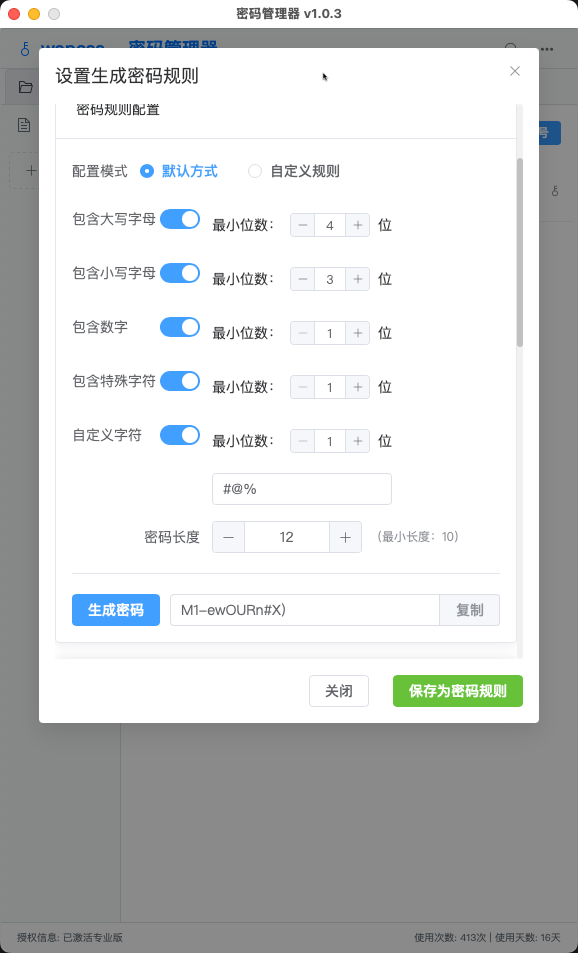 密码管理器 v1.0.3
设置生成密码规则
密码规则配置
配置模式 默认方式 自定义规则
包含大写字母 最小位数: 4 位
包含小写字母 最小位数: 3 位
包含数字 最小位数: 1 位
包含特殊字符 最小位数: 1 位
自定义字符 最小位数: 1 位
#@%
密码长度 12 (最小长度: 10)
生成密码 M1-ewOURn#X) 复制
关闭 保存为密码规则
号
授权信息: 已激活专业版 使用次数: 413次 | 使用天数: 16天